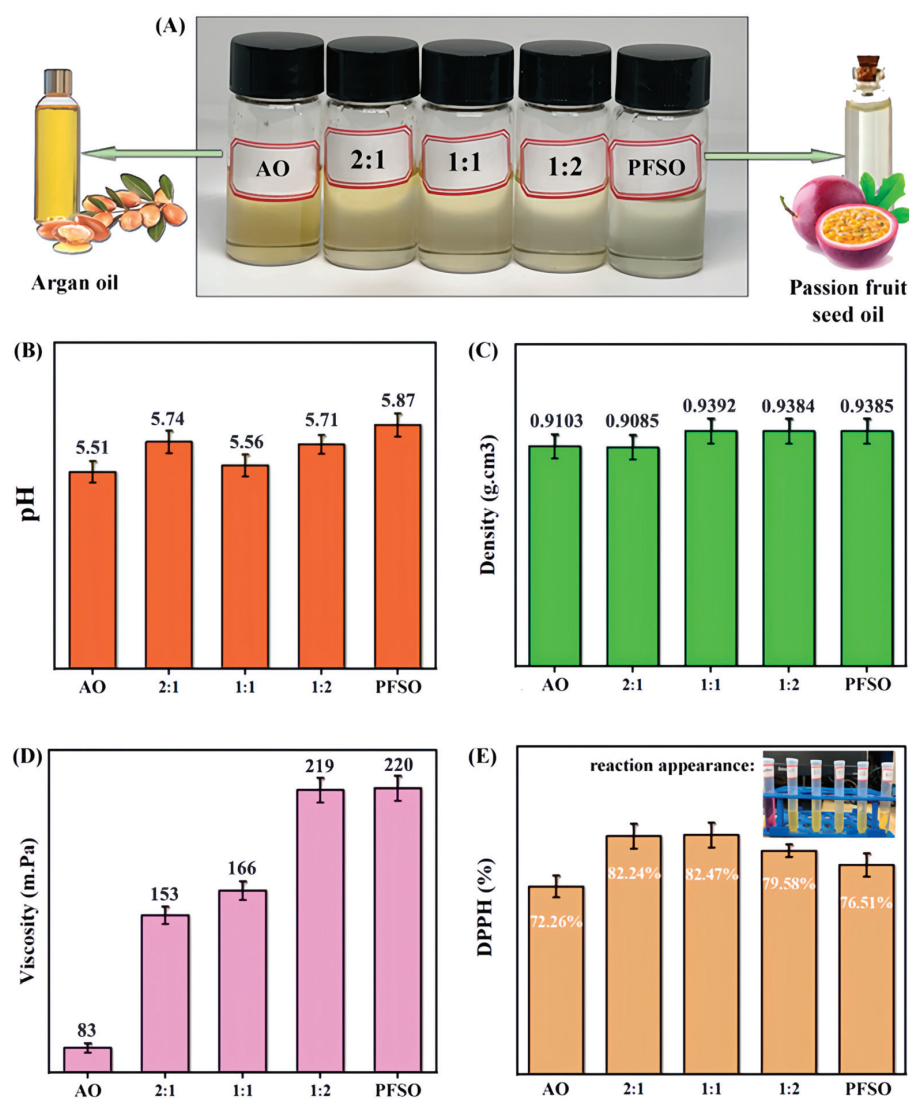 (A)
AO
2:1
1:1
1:2
PFSO
Argan oil
Passion fruit
seed oil
(B)
pH
5.51
5.74
5.56
5.71
5.87
AO
2:1
1:1
1:2
PFSO
(C)
Density (g.cm3)
0.9103
0.9085
0.9392
0.9384
0.9385
AO
2:1
1:1
1:2
PFSO
(D)
Viscosity (m.Pa)
83
153
166
219
220
AO
2:1
1:1
1:2
PFSO
(E)
reaction appearance:
DPPH (%)
72.26%
82.24%
82.47%
79.58%
76.51%
AO
2:1
1:1
1:2
PFSO